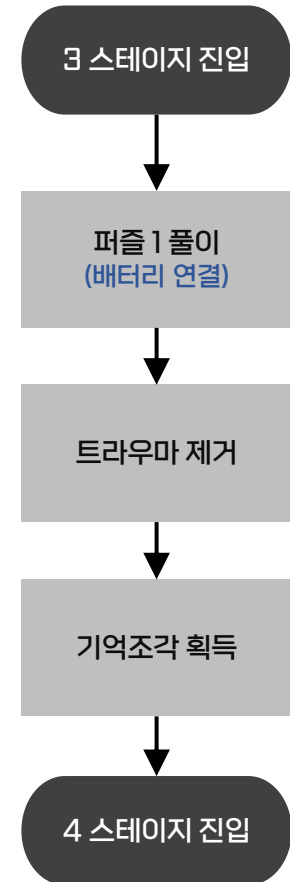 3 스테이지 진입
퍼즐 1 풀이
(배터리 연결)
트라우마 제거
기억조각 획득
4 스테이지 진입